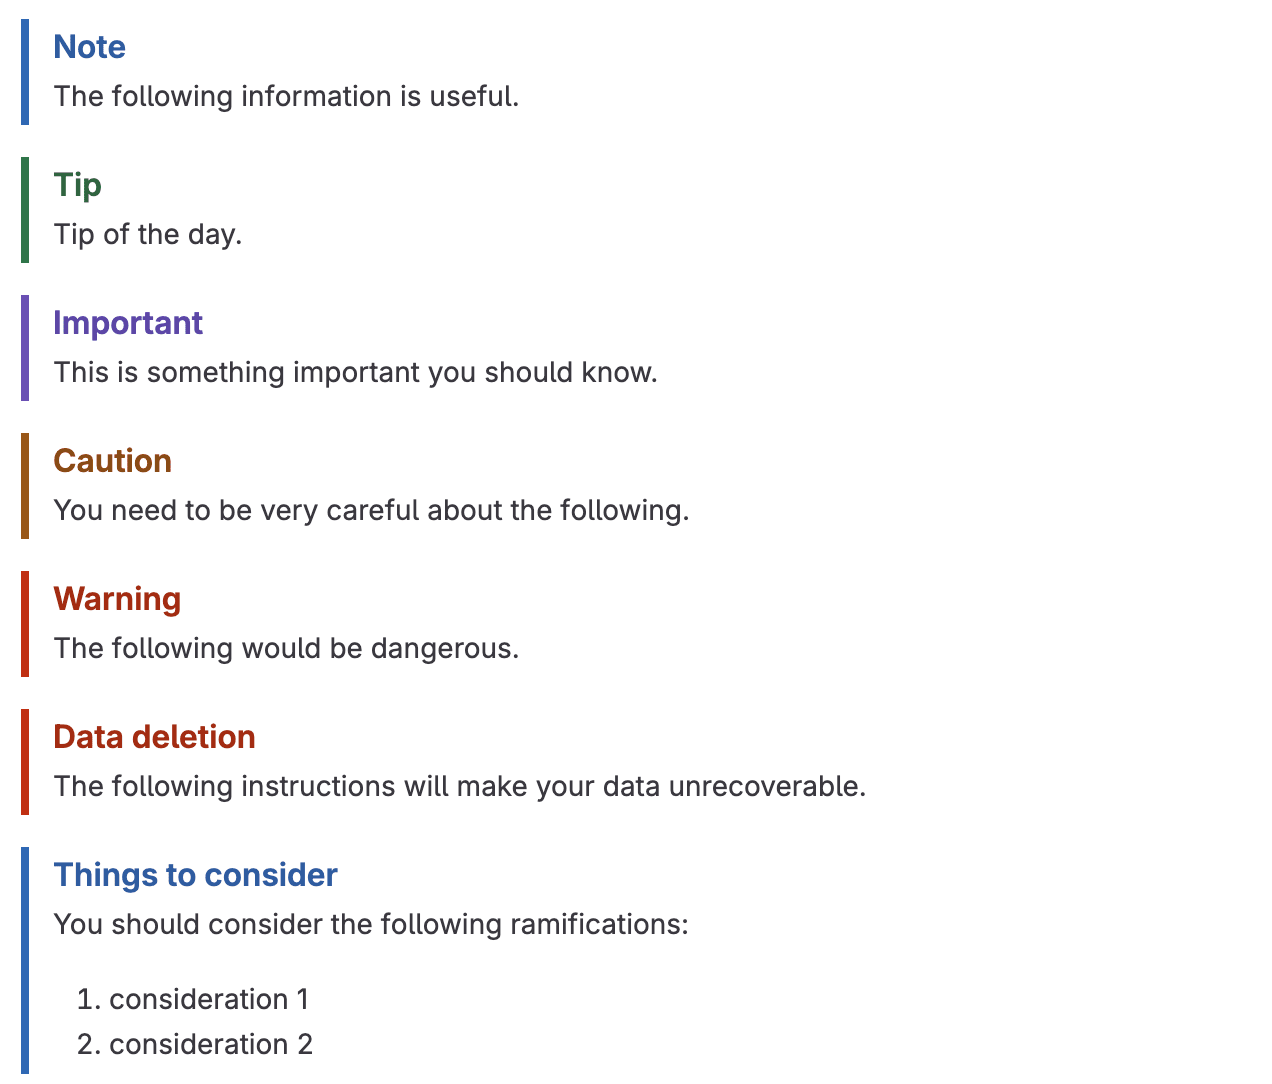 Note
The following information is useful.
Tip
Tip of the day.
Important
This is something important you should know.
Caution
You need to be very careful about the following.
Warning
The following would be dangerous.
Data deletion
The following instructions will make your data unrecoverable.
Things to consider
You should consider the following ramifications:
1. consideration 1
2. consideration 2